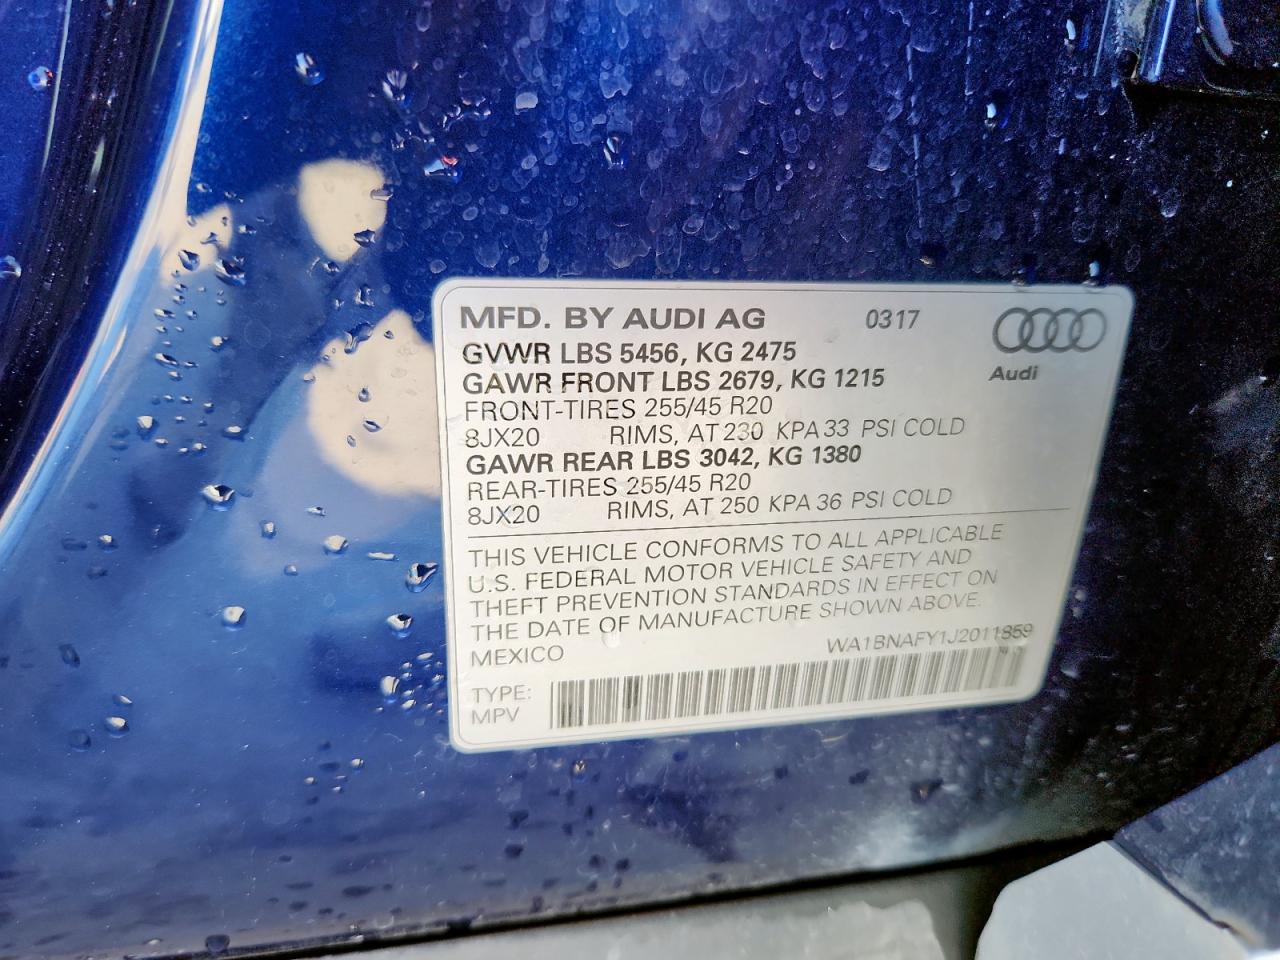 MFD. BY AUDI AG 0317
GVWR LBS 5456, KG 2475
GAWR FRONT LBS 2679, KG 1215
Audi
FRONT-TIRES 255/45 R20
8JX20 RIMS, AT 230 KPA 33 PSI COLD
GAWR REAR LBS 3042, KG 1380
REAR-TIRES 255/45 R20
8JX20 RIMS, AT 250 KPA 36 PSI COLD
THIS VEHICLE CONFORMS TO ALL APPLICABLE
U.S. FEDERAL MOTOR VEHICLE SAFETY AND
THEFT PREVENTION STANDARDS IN EFFECT ON
THE DATE OF MANUFACTURE SHOWN ABOVE.
MEXICO WA1BNAFY1J2011859
TYPE:
MPV